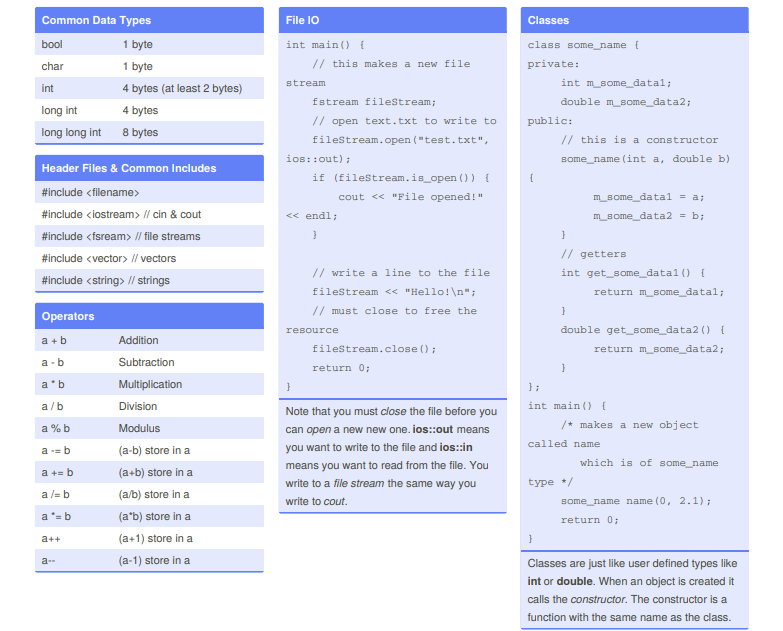 Common Data Types
bool 1 byte
char 1 byte
int 4 bytes (at least 2 bytes)
long int 4 bytes
long long int 8 bytes
Header Files & Common Includes
#include <filename>
#include <iostream> // cin & cout
#include <fsream> // file streams
#include <vector> // vectors
#include <string> // strings
Operators
a + b Addition
a - b Subtraction
a * b Multiplication
a / b Division
a % b Modulus
a -= b (a-b) store in a
a += b (a+b) store in a
a /= b (a/b) store in a
a *= b (a*b) store in a
a++ (a+1) store in a
a-- (a-1) store in a
File IO
int main() {
// this makes a new file
stream
fstream fileStream;
// open text.txt to write to
fileStream.open("test.txt",
ios::out);
if (fileStream.is_open()) {
cout << "File opened!"
<< endl;
}
// write a line to the file
fileStream << "Hello!\n";
// must close to free the
resource
fileStream.close();
return 0;
}
Note that you must close the file before you
can open a new new one. ios::out means
you want to write to the file and ios::in
means you want to read from the file. You
write to a file stream the same way you
write to cout.
Classes
class some_name {
private:
int m_some_data1;
double m_some_data2;
public:
// this is a constructor
some_name(int a, double b)
{
m_some_data1 = a;
m_some_data2 = b;
}
// getters
int get_some_data1() {
return m_some_data1;
}
double get_some_data2() {
return m_some_data2;
}
};
int main() {
/* makes a new object
called name
which is of some_name
type */
some_name name(0, 2.1);
return 0;
}
Classes are just like user defined types like
int or double. When an object is created it
calls the constructor. The constructor is a
function with the same name as the class.